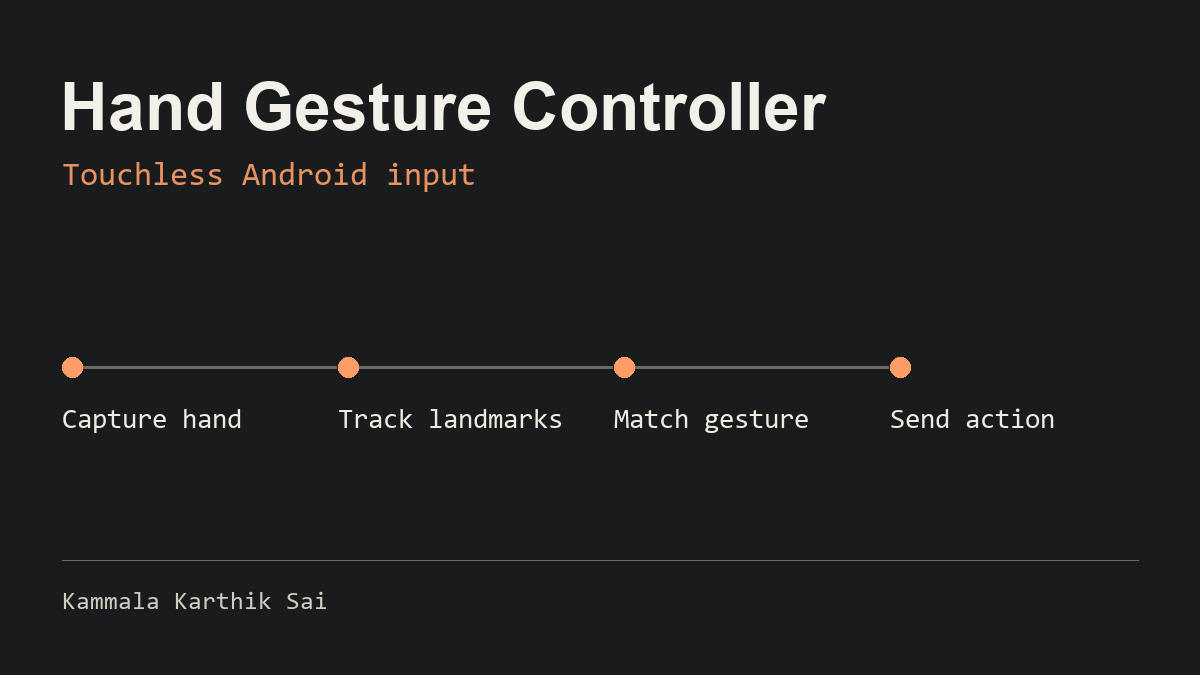 Hand Gesture Controller
Touchless Android input
Capture hand Track landmarks Match gesture Send action
Kammala Karthik Sai